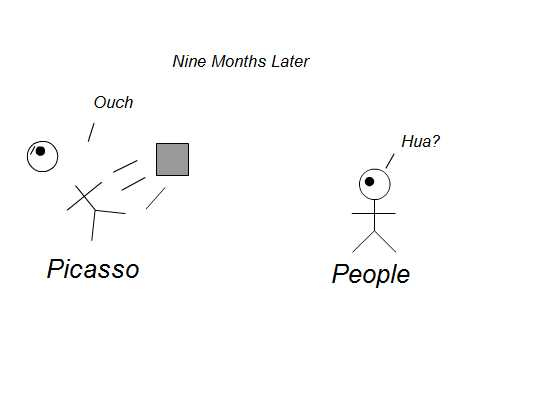 Nine Months Later
Ouch
Hua?
Picasso
People